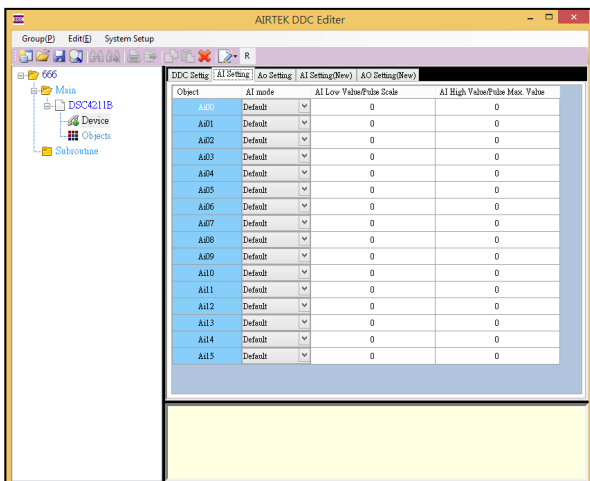 AIRTEK DDC Editer
Group(P) Edit(E) System Setup
R
666
Main
DSC4211B
Device
Objects
Subroutine
DDC Settig AI Setting Ao Setting AI Setting(New) AO Setting(New)
Object AI mode AI Low Value/Pulse Scale AI High Value/Pulse Max. Value
Ai00 Default 0 0
Ai01 Default 0 0
Ai02 Default 0 0
Ai03 Default 0 0
Ai04 Default 0 0
Ai05 Default 0 0
Ai06 Default 0 0
Ai07 Default 0 0
Ai08 Default 0 0
Ai09 Default 0 0
Ai10 Default 0 0
Ai11 Default 0 0
Ai12 Default 0 0
Ai13 Default 0 0
Ai14 Default 0 0
Ai15 Default 0 0